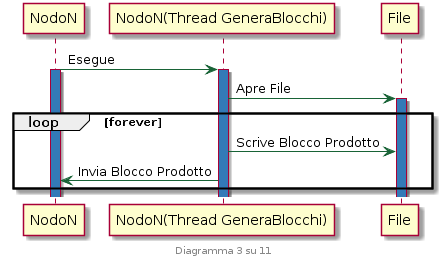 NodoN NodoN(Thread GeneraBlocchi) File
Esegue
Apre File
loop [forever]
Scrive Blocco Prodotto
Invia Blocco Prodotto
NodoN NodoN(Thread GeneraBlocchi) File
Diagramma 3 su 11